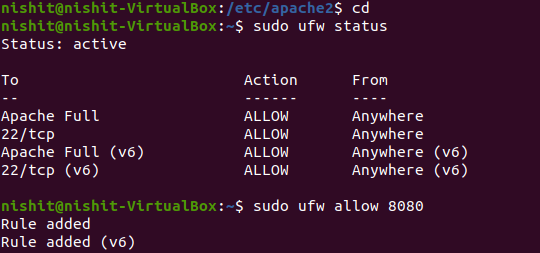 nishit@nishit-VirtualBox:/etc/apache2$ cd
nishit@nishit-VirtualBox:~$ sudo ufw status
Status: active
To Action From
-- ------ ----
Apache Full ALLOW Anywhere
22/tcp ALLOW Anywhere
Apache Full (v6) ALLOW Anywhere (v6)
22/tcp (v6) ALLOW Anywhere (v6)
nishit@nishit-VirtualBox:~$ sudo ufw allow 8080
Rule added
Rule added (v6)